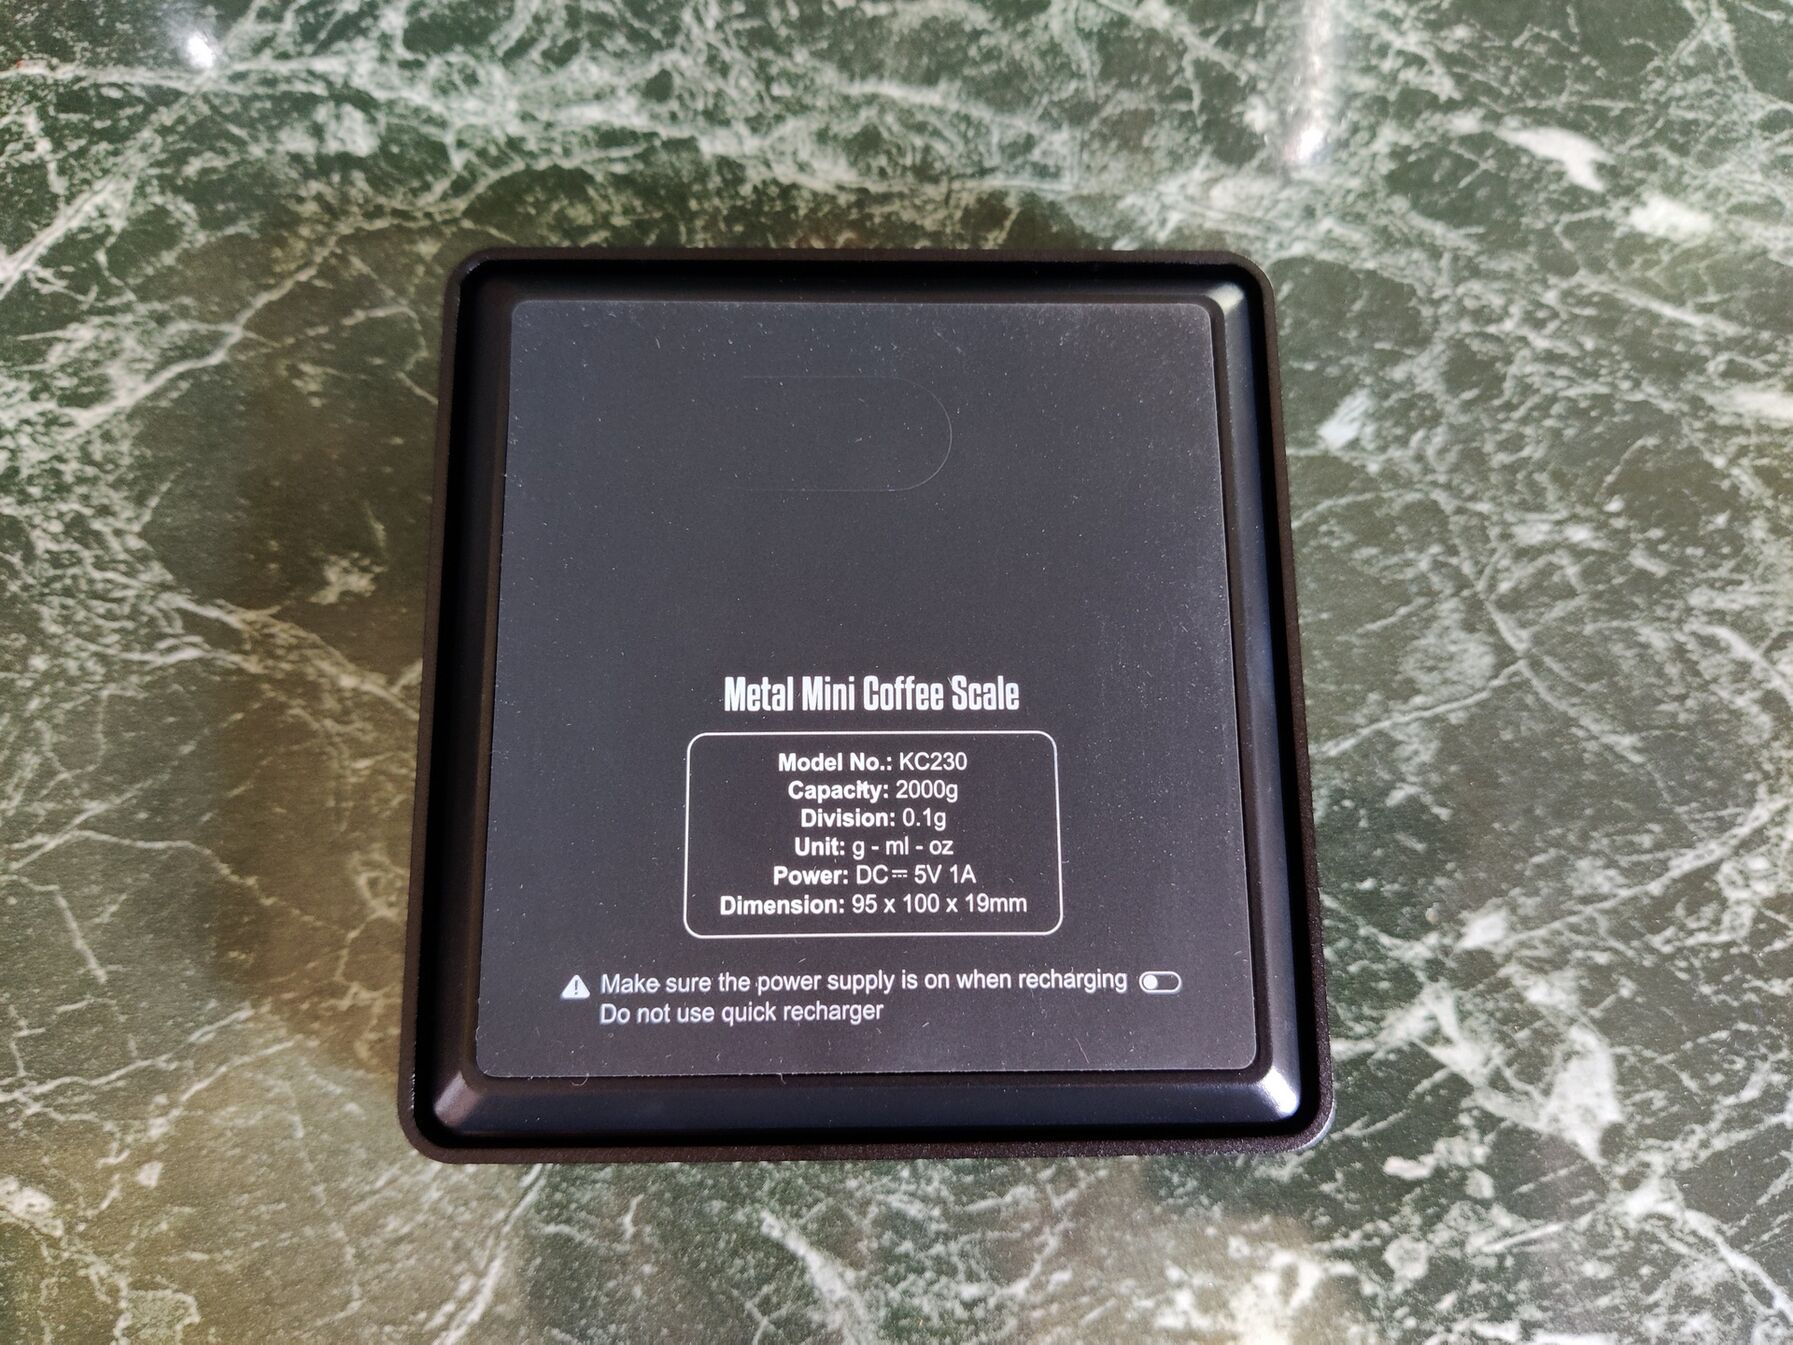 Metal Mini Coffee Scale
Model No.: KC230
Capacity: 2000g
Division: 0.1g
Unit: g - ml - oz
Power: DC⎓ 5V 1A
Dimension: 95 x 100 x 19mm
Make sure the power supply is on when recharging
Do not use quick recharger